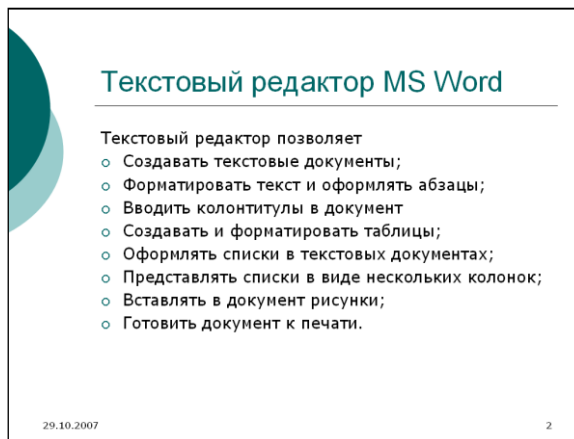 Текстовый редактор MS Word
Текстовый редактор позволяет
Создавать текстовые документы;
Форматировать текст и оформлять абзацы;
Вводить колонтитулы в документ
Создавать и форматировать таблицы;
Оформлять списки в текстовых документах;
Представлять списки в виде нескольких колонок;
Вставлять в документ рисунки;
Готовить документ к печати.
29.10.2007
2